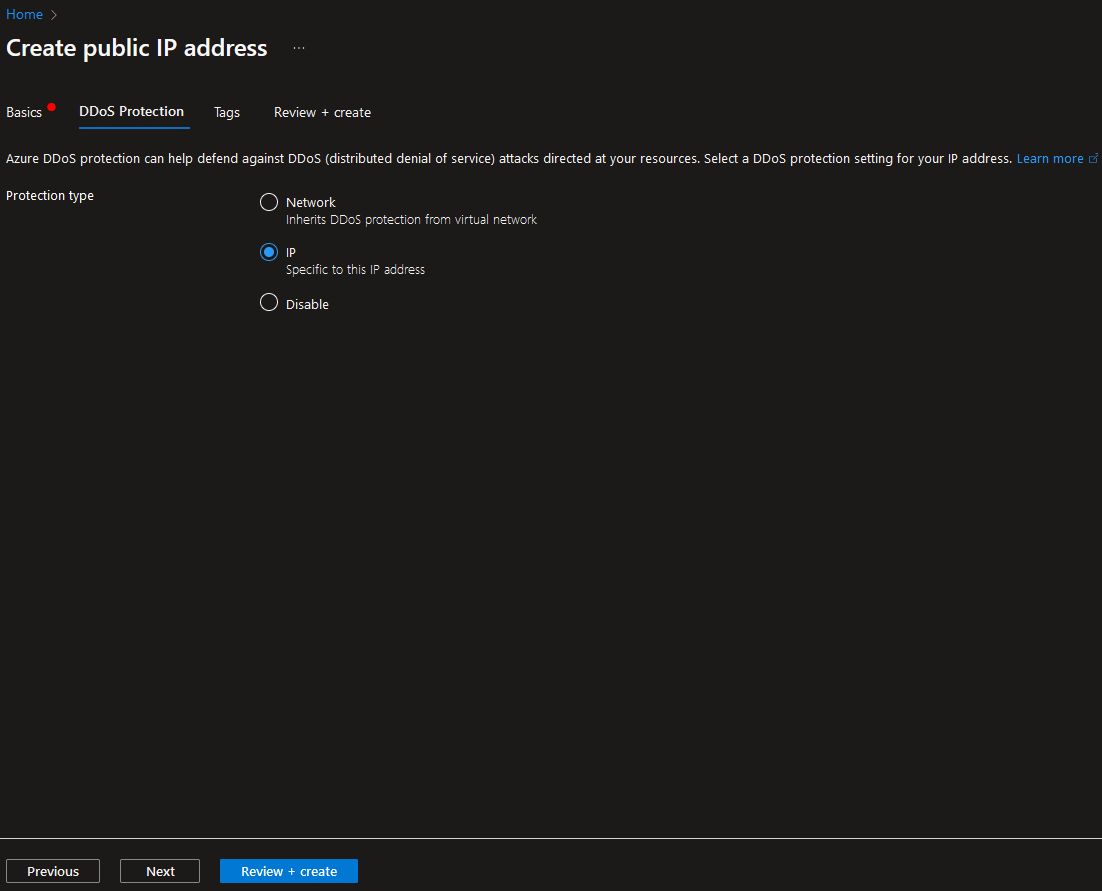 Home
Create public IP address
Basics DDoS Protection Tags Review + create
Azure DDoS protection can help defend against DDoS (distributed denial of service) attacks directed at your resources. Select a DDoS protection setting for your IP address. Learn more
Protection type
Network
Inherits DDoS protection from virtual network
IP
Specific to this IP address
Disable
Previous Next Review + create